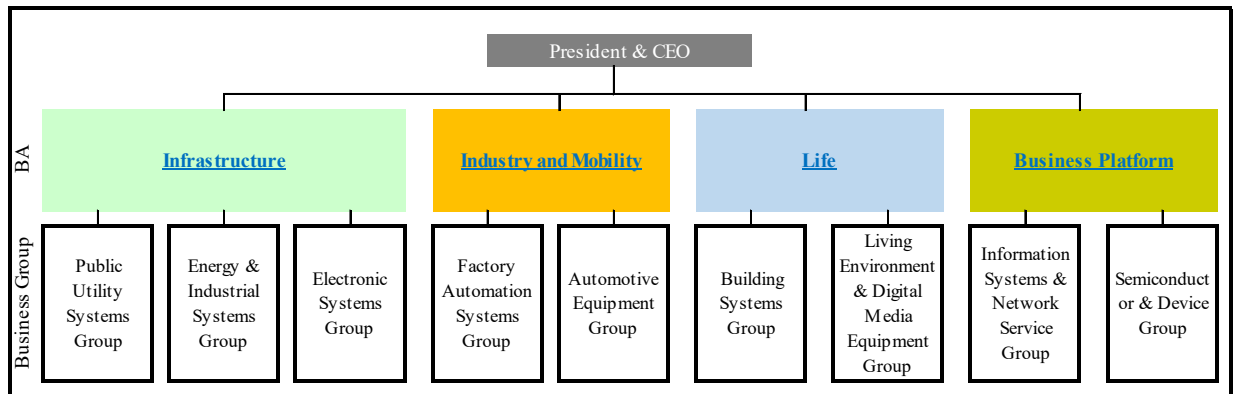 President & CEO
BA
Infrastructure
Industry and Mobility
Life
Business Platform
Business Group
Public
Utility
Systems
Group
Energy &
Industrial
Systems
Group
Electronic
Systems
Group
Factory
Automation
Systems
Group
Automotive
Equipment
Group
Building
Systems
Group
Living
Environment
& Digital
Media
Equipment
Group
Information
Systems &
Network
Service
Group
Semiconduct
or & Device
Group